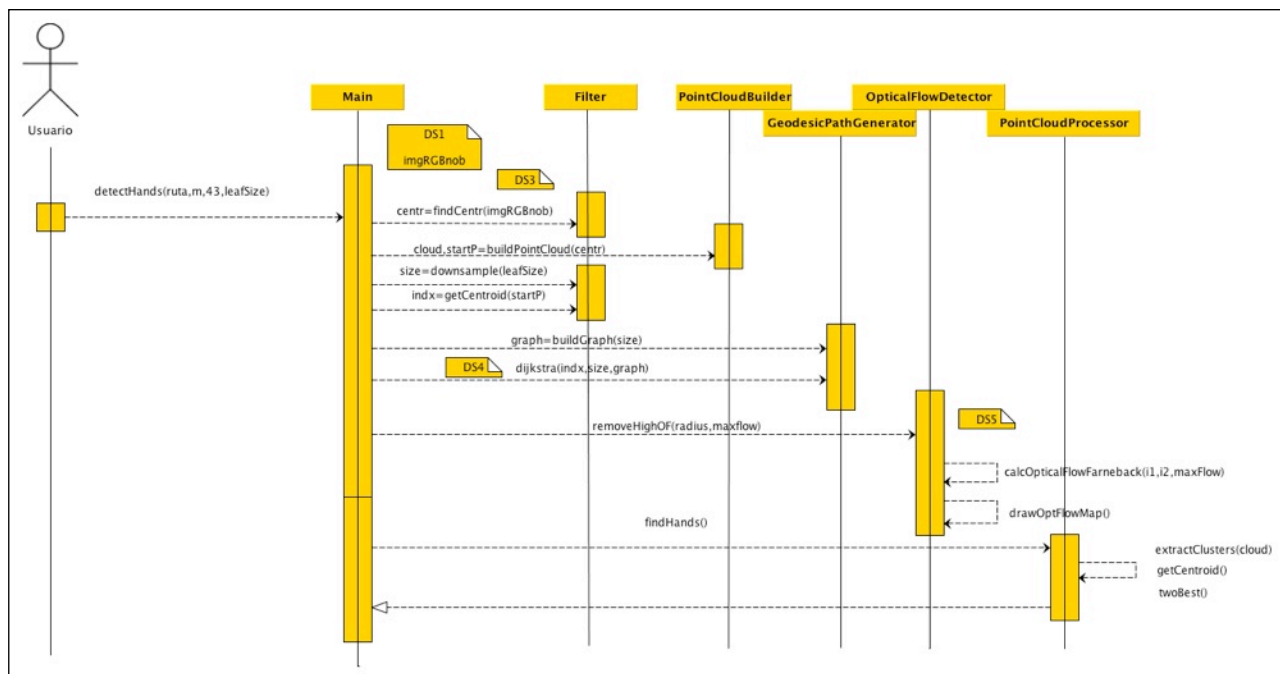 Usuario
Main
Filter
PointCloudBuilder
OpticalFlowDetector
GeodesicPathGenerator
PointCloudProcessor
DS1
imgRGBnob
DS3
detectHands(ruta,m,43,leafSize)
centr=findCentr(imgRGBnob)
cloud,startP=buildPointCloud(centr)
size=downsample(leafSize)
indx=getCentroid(startP)
graph=buildGraph(size)
DS4
dijkstra(indx,size,graph)
DS5
removeHighOF(radius,maxflow)
calcOpticalFlowFarneback(i1,i2,maxFlow)
drawOptFlowMap()
findHands()
extractClusters(cloud)
getCentroid()
twoBest()